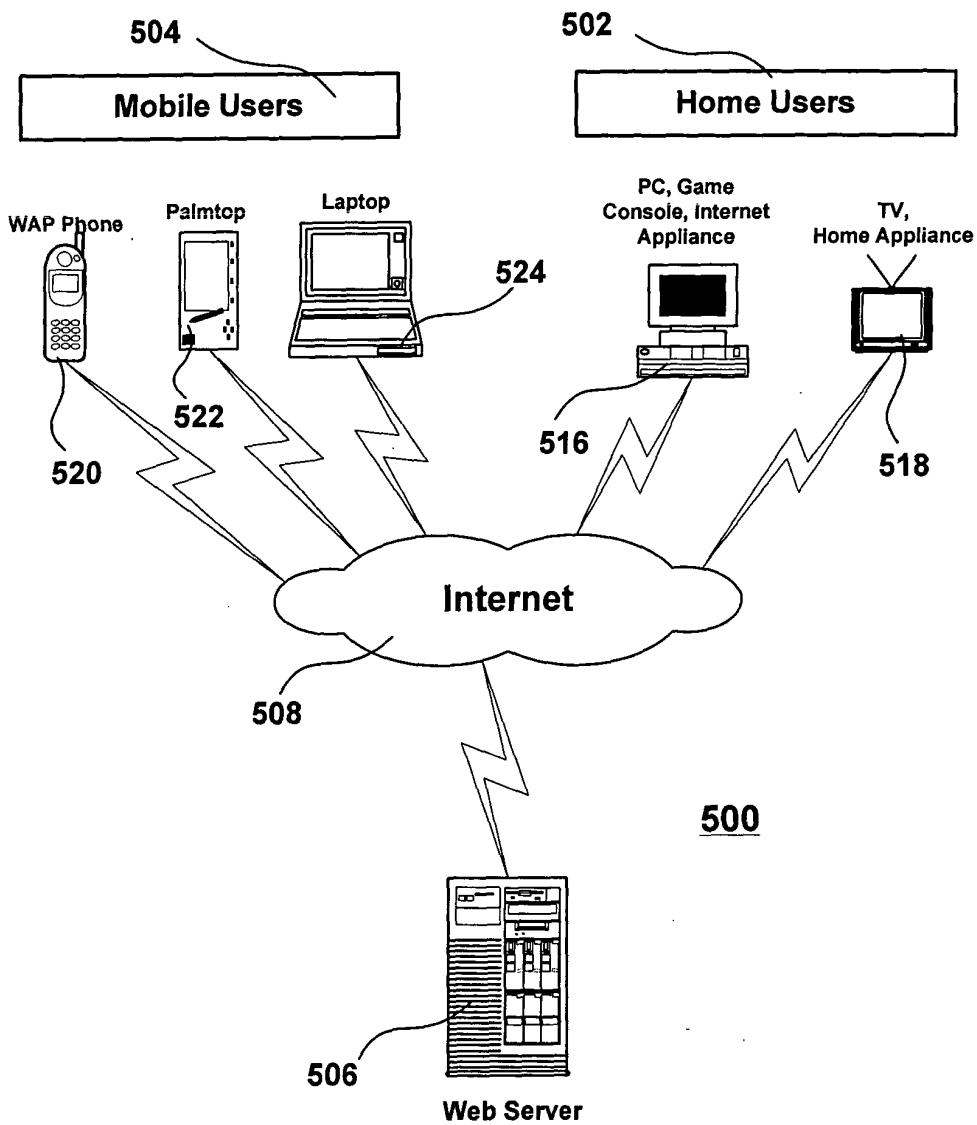 504
502
Mobile Users
Home Users
WAP Phone
Palmtop
Laptop
PC, Game
Console, Internet
Appliance
TV,
Home Appliance
524
520
522
516
518
Internet
508
500
506
Web Server